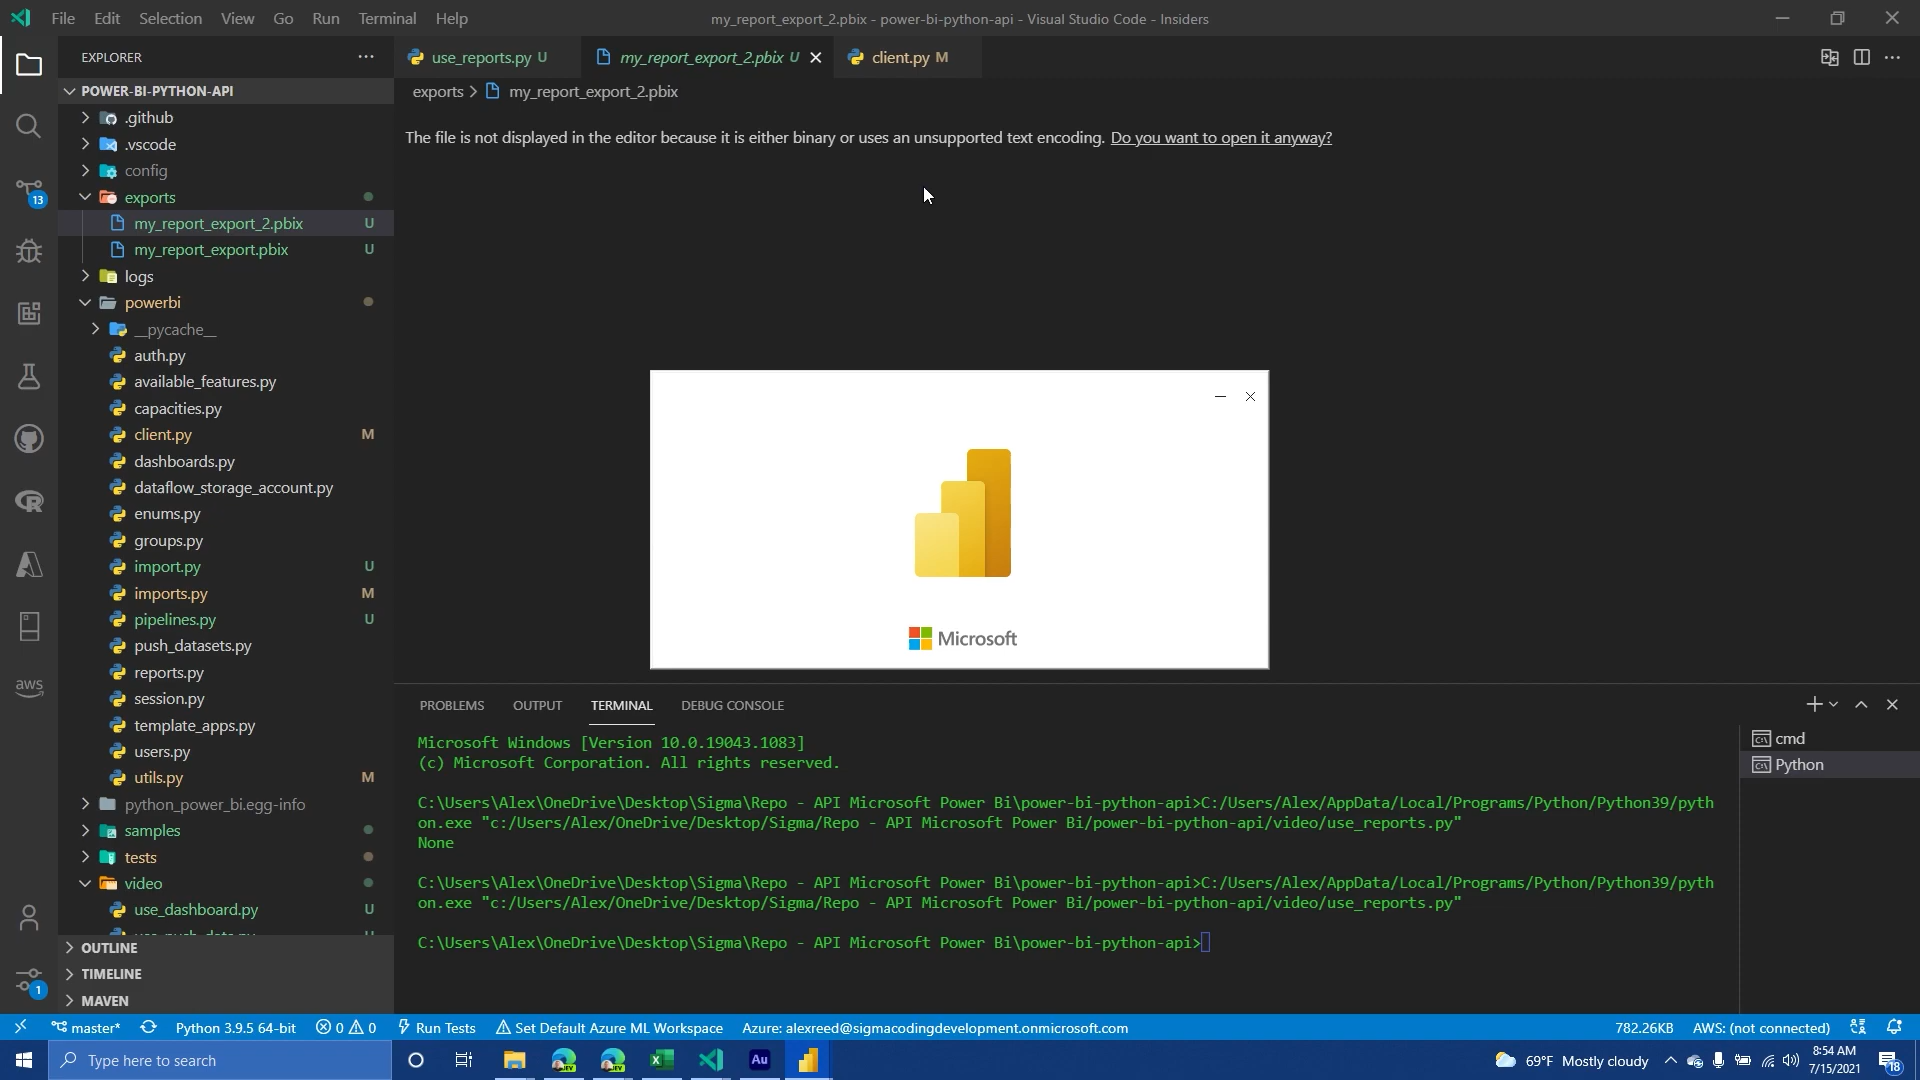 File Edit Selection View Go Run Terminal Help
my_report_export_2.pbix - power-bi-python-api - Visual Studio Code - Insiders
EXPLORER
use_reports.py U
my_report_export_2.pbix U
client.py M
POWER-BI-PYTHON-API
exports > my_report_export_2.pbix
.github
The file is not displayed in the editor because it is either binary or uses an unsupported text encoding. Do you want to open it anyway?
.vscode
config
13
exports
my_report_export_2.pbix U
my_report_export.pbix U
logs
powerbi
__pycache__
auth.py
available_features.py
capacities.py
client.py M
dashboards.py
dataflow_storage_account.py
enums.py
groups.py
import.py U
imports.py M
pipelines.py U
push_datasets.py
reports.py
session.py
template_apps.py
users.py
utils.py M
python_power_bi.egg-info
samples
tests
video
use_dashboard.py U
OUTLINE
TIMELINE
MAVEN
aws
R
1
Microsoft
PROBLEMS OUTPUT TERMINAL DEBUG CONSOLE
Microsoft Windows [Version 10.0.19043.1083]
(c) Microsoft Corporation. All rights reserved.
C:\Users\Alex\OneDrive\Desktop\Sigma\Repo - API Microsoft Power Bi\power-bi-python-api>C:/Users/Alex/AppData/Local/Programs/Python/Python39/pyth
on.exe "c:/Users/Alex/OneDrive/Desktop/Sigma/Repo - API Microsoft Power Bi/power-bi-python-api/video/use_reports.py"
None
C:\Users\Alex\OneDrive\Desktop\Sigma\Repo - API Microsoft Power Bi\power-bi-python-api>C:/Users/Alex/AppData/Local/Programs/Python/Python39/pyth
on.exe "c:/Users/Alex/OneDrive/Desktop/Sigma/Repo - API Microsoft Power Bi/power-bi-python-api/video/use_reports.py"
C:\Users\Alex\OneDrive\Desktop\Sigma\Repo - API Microsoft Power Bi\power-bi-python-api>
cmd
Python
master* Python 3.9.5 64-bit 0 0 Run Tests Set Default Azure ML Workspace Azure: alexreed@sigmacodingdevelopment.onmicrosoft.com 782.26KB AWS: (not connected)
Type here to search
Au
69°F Mostly cloudy
8:54 AM
7/15/2021
18